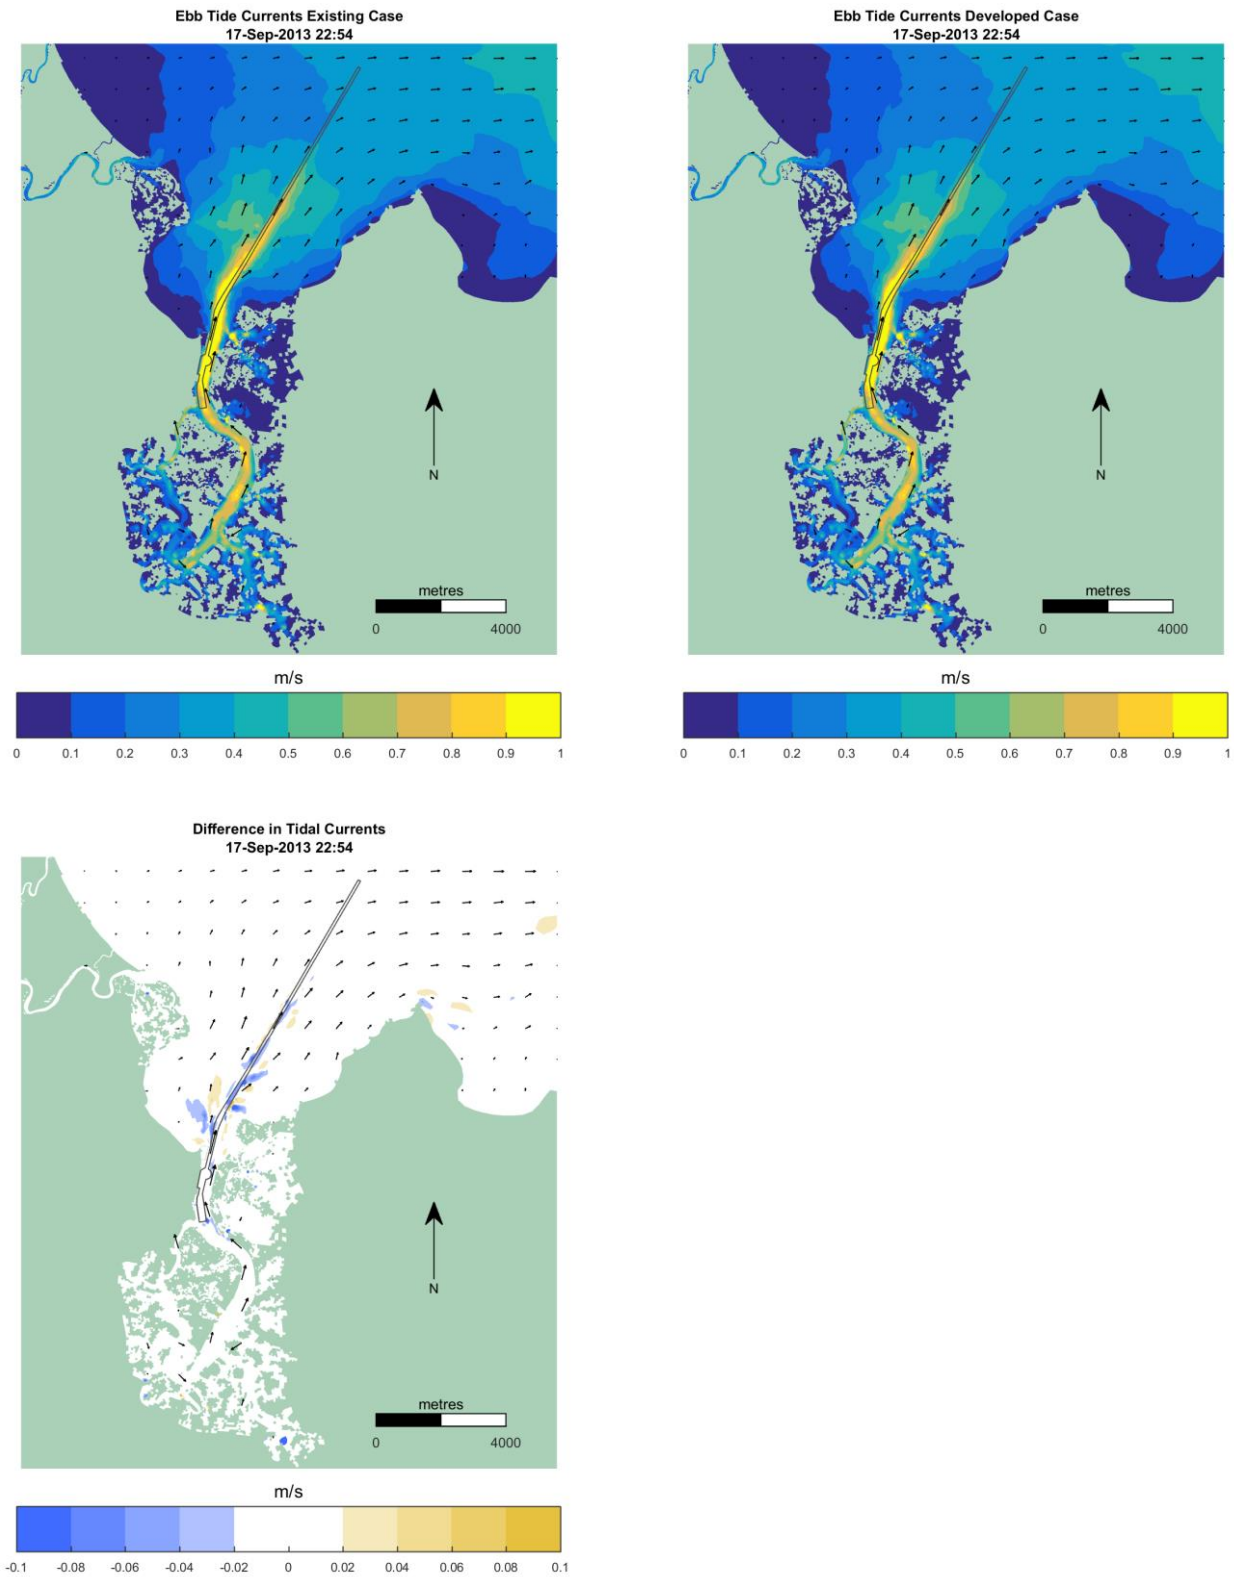 Ebb Tide Currents Existing Case
17-Sep-2013 22:54
N
metres
0 4000
m/s
0 0.1 0.2 0.3 0.4 0.5 0.6 0.7 0.8 0.9 1
Ebb Tide Currents Developed Case
17-Sep-2013 22:54
N
metres
0 4000
m/s
0 0.1 0.2 0.3 0.4 0.5 0.6 0.7 0.8 0.9 1
Difference in Tidal Currents
17-Sep-2013 22:54
N
metres
0 4000
m/s
-0.1 -0.08 -0.06 -0.04 -0.02 0 0.02 0.04 0.06 0.08 0.1